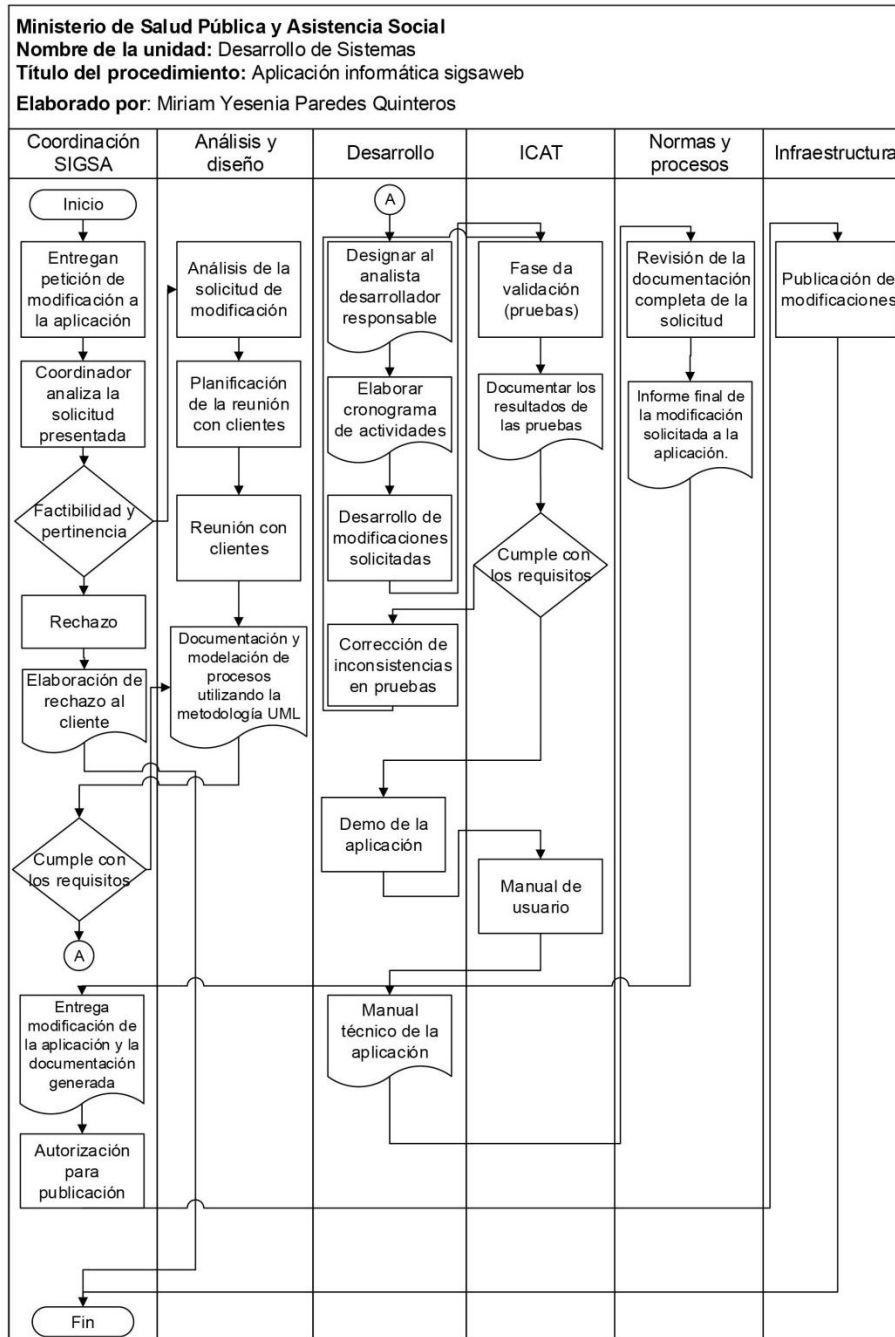 Ministerio de Salud Pública y Asistencia Social
Nombre de la unidad: Desarrollo de Sistemas
Título del procedimiento: Aplicación informática sigsaweb
Elaborado por: Miriam Yesenia Paredes Quinteros
Coordinación
SIGSA
Análisis y
diseño
Desarrollo
ICAT
Normas y
procesos
Infraestructura
Inicio
Entregan
petición de
modificación a
la aplicación
Coordinador
analiza la
solicitud
presentada
Factibilidad y
pertinencia
Rechazo
Elaboración de
rechazo al
cliente
Cumple con
los requisitos
A
Entrega
modificación de
la aplicación y la
documentación
generada
Autorización
para
publicación
Fin
Análisis de la
solicitud de
modificación
Planificación
de la reunión
con clientes
Reunión con
clientes
Documentación y
modelación de
procesos
utilizando la
metodología UML
A
Designar al
analista
desarrollador
responsable
Elaborar
cronograma
de actividades
Desarrollo de
modificaciones
solicitadas
Corrección de
inconsistencias
en pruebas
Demo de la
aplicación
Manual
técnico de la
aplicación
Fase da
validación
(pruebas)
Documentar los
resultados de
las pruebas
Cumple con
los requisitos
Manual de
usuario
Revisión de la
documentación
completa de la
solicitud
Informe final de
la modificación
solicitada a la
aplicación.
Publicación de
modificaciones